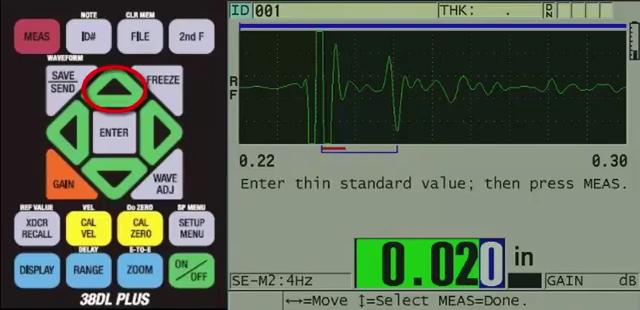 NOTE CLR MEM
MEAS ID# FILE 2nd F
WAVEFORM
SAVE
SEND
FREEZE
ENTER
GAIN
WAVE
ADJ
REF VALUE VEL Do ZERO SP MENU
XDCR
RECALL
CAL
VEL
CAL
ZERO
SETUP
MENU
DELAY E-TO-E
DISPLAY RANGE ZOOM ON/OFF
38DL PLUS
ID 001 THK: . DN
RF
0.22 0.30
Enter thin standard value; then press MEAS.
0.020 in
SE-M2:4Hz GAIN dB
↔=Move ↕=Select MEAS=Done.